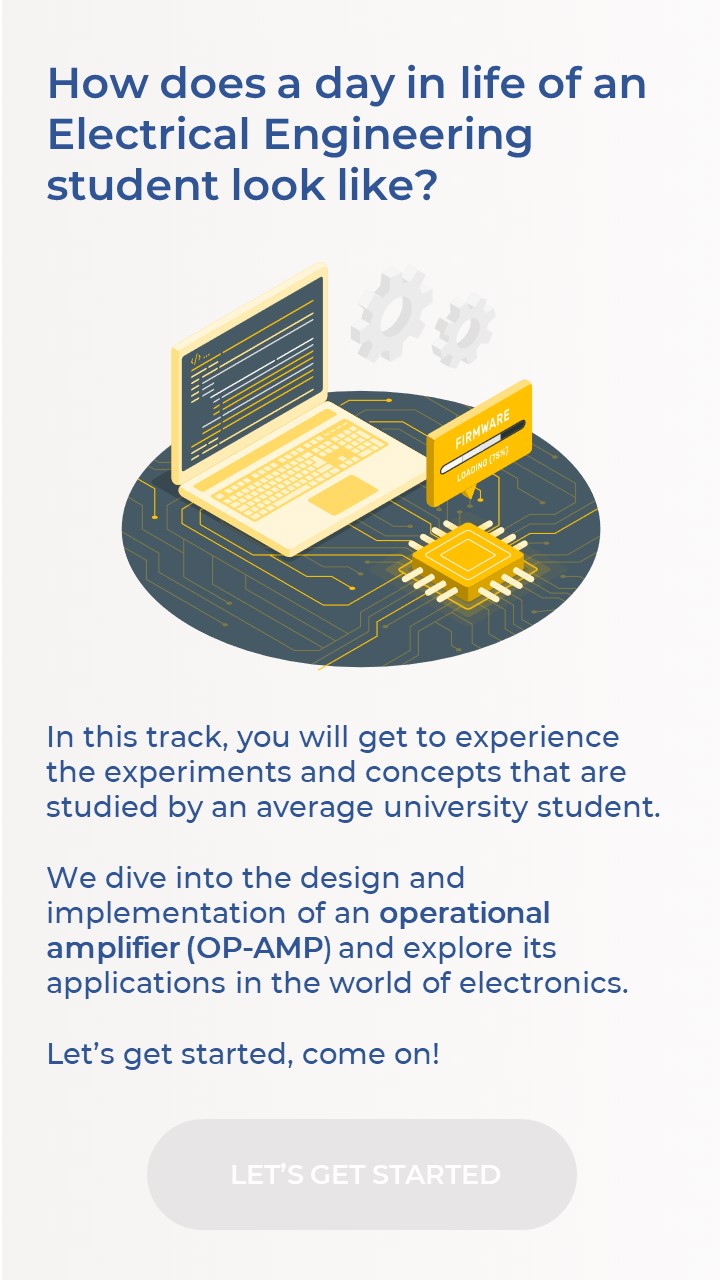 How does a day in life of an
Electrical Engineering
student look like?
</> ...
FIRMWARE
LOADING (75%)
In this track, you will get to experience
the experiments and concepts that are
studied by an average university student.
We dive into the design and
implementation of an operational
amplifier (OP-AMP) and explore its
applications in the world of electronics.
Let’s get started, come on!
LET’S GET STARTED